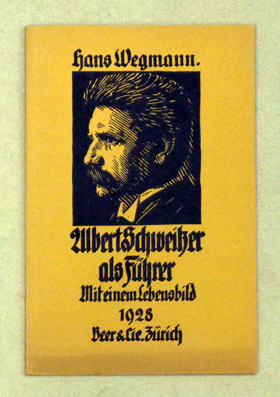 Hans Wegmann.
Albert Schweitzer
als Führer
Mit einem Lebensbild
1928
Beer & Cie. Zürich